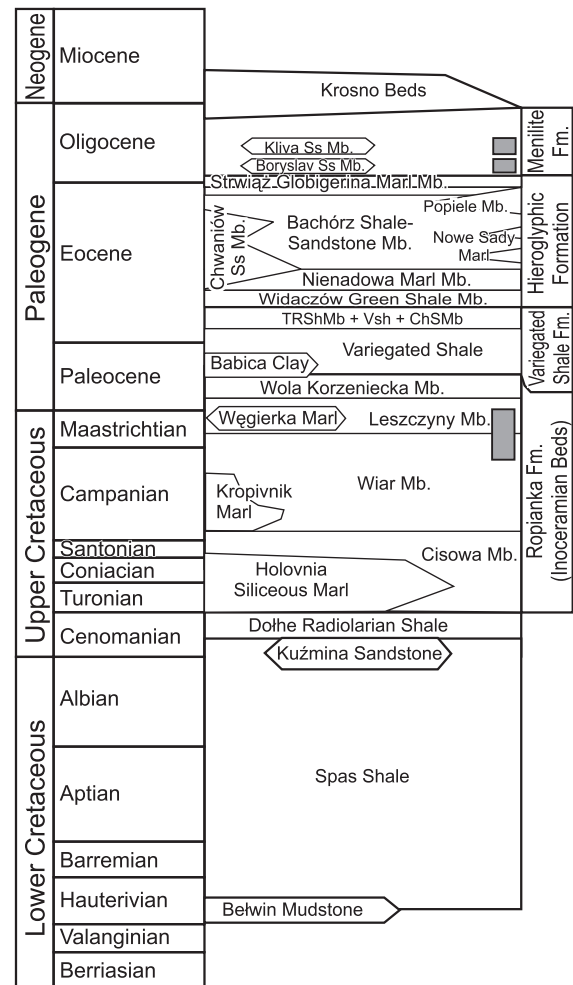 Neogene
Miocene
Krosno Beds
Paleogene
Oligocene
Kliva Ss Mb.
Boryslav Ss Mb.
Menilite
Fm.
Strwiąż Globigerina Marl Mb.
Eocene
Chwaniów
Ss Mb.
Bachórz Shale-
Sandstone Mb.
Popiele Mb.
Nowe Sady
Marl
Nienadowa Marl Mb.
Widaczów Green Shale Mb.
Hieroglyphic
Formation
TRShMb + Vsh + ChSMb
Variegated Shale
Variegated
Shale Fm.
Paleocene
Babica Clay
Wola Korzeniecka Mb.
Upper Cretaceous
Maastrichtian
Węgierka Marl
Leszczyny Mb.
Campanian
Kropivnik
Marl
Wiar Mb.
Ropianka Fm.
(Inoceramian Beds)
Santonian
Coniacian
Turonian
Holovnia
Siliceous Marl
Cisowa Mb.
Cenomanian
Dołhe Radiolarian Shale
Kuźmina Sandstone
Lower Cretaceous
Albian
Aptian
Spas Shale
Barremian
Hauterivian
Bełwin Mudstone
Valanginian
Berriasian